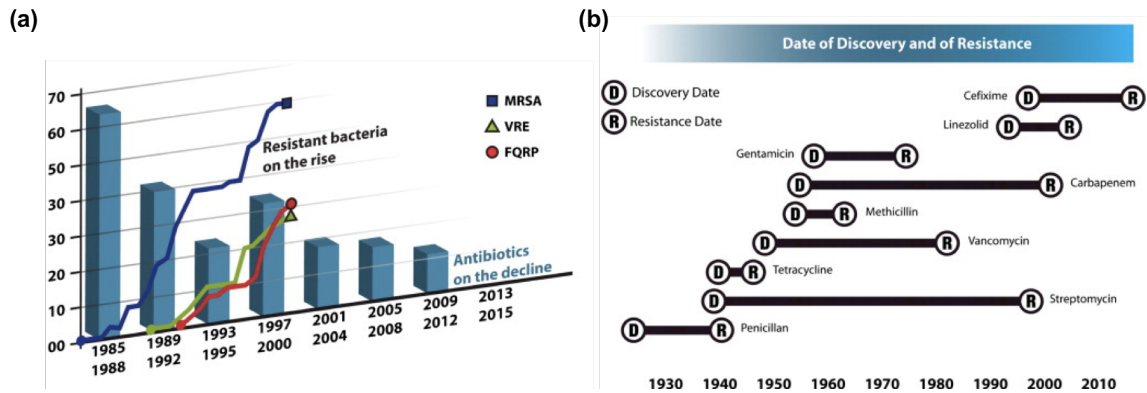 (a)
70
60
50
30
30
20
10
00
MRSA
VRE
FQRP
Resistant bacteria
on the rise
Antibiotics
on the decline
1985
1988
1989
1992
1993
1995
1997
2000
2001
2004
2005
2008
2009
2012
2013
2015
(b)
Date of Discovery and of Resistance
D Discovery Date
R Resistance Date
Cefixime D R
Linezolid D R
Gentamicin D R
D R Carbapenem
D R Methicillin
D R Vancomycin
D R Tetracycline
D R Streptomycin
D R Penicillan
1930 1940 1950 1960 1970 1980 1990 2000 2010